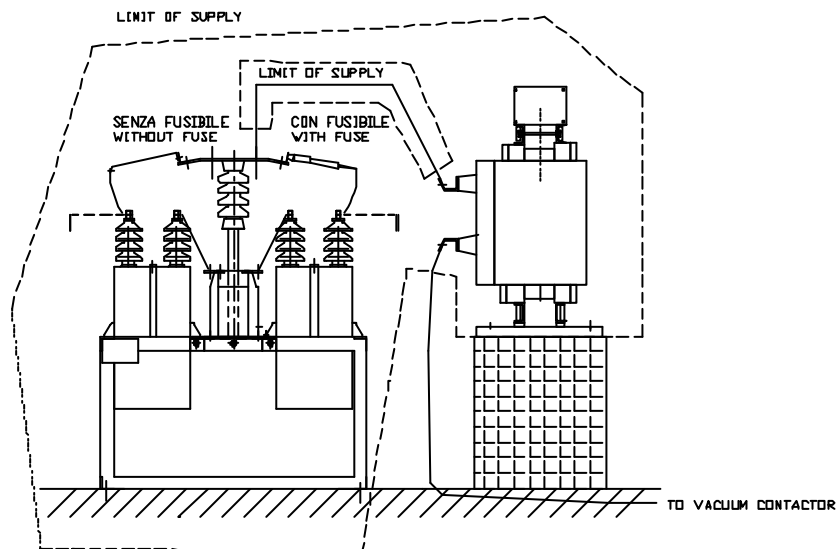 LIMIT OF SUPPLY
LIMIT OF SUPPLY
SENZA FUSIBILE
WITHOUT FUSE
CON FUSIBILE
WITH FUSE
TO VACUUM CONTACTOR